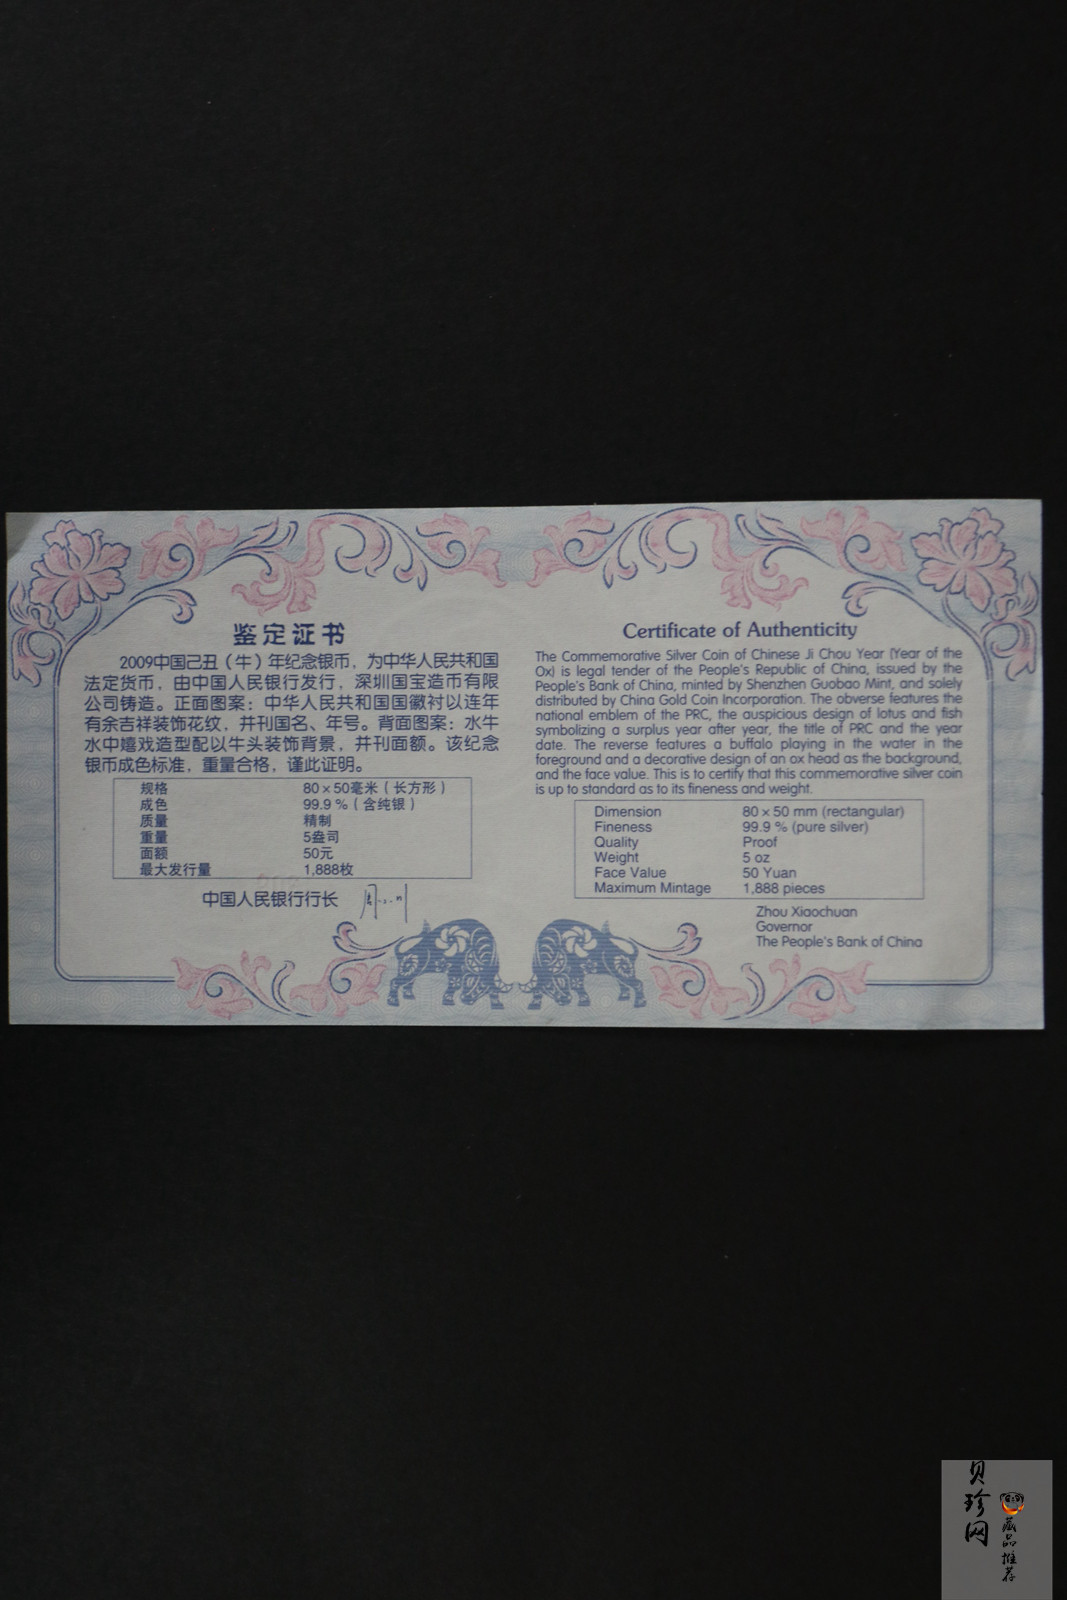 鉴定证书
2009中国己丑（牛）年纪念银币，为中华人民共和国
法定货币，由中国人民银行发行，深圳国宝造币有限
公司铸造。正面图案：中华人民共和国国徽衬以连年
有余吉祥装饰花纹，并刊国名、年号。背面图案：水牛
水中嬉戏造型配以牛头装饰背景，并刊面额。该纪念
银币成色标准，重量合格，谨此证明。
规格 80×50毫米（长方形）
成色 99.9%（含纯银）
质量 精制
重量 5盎司
面额 50元
最大发行量 1,888枚
中国人民银行行长
Certificate of Authenticity
The Commemorative Silver Coin of Chinese Ji Chou Year (Year of the
Ox) is legal tender of the People's Republic of China, issued by the
People's Bank of China, minted by Shenzhen Guobao Mint, and solely
distributed by China Gold Coin Incorporation. The obverse features the
national emblem of the PRC, the auspicious design of lotus and fish
symbolizing a surplus year after year, the title of PRC and the year
date. The reverse features a buffalo playing in the water in the
foreground and a decorative design of an ox head as the background,
and the face value. This is to certify that this commemorative silver coin
is up to standard as to its fineness and weight.
Dimension 80×50 mm (rectangular)
Fineness 99.9 % (pure silver)
Quality Proof
Weight 5 oz
Face Value 50 Yuan
Maximum Mintage 1,888 pieces
Zhou Xiaochuan
Governor
The People's Bank of China
贝珍网
藏品推荐